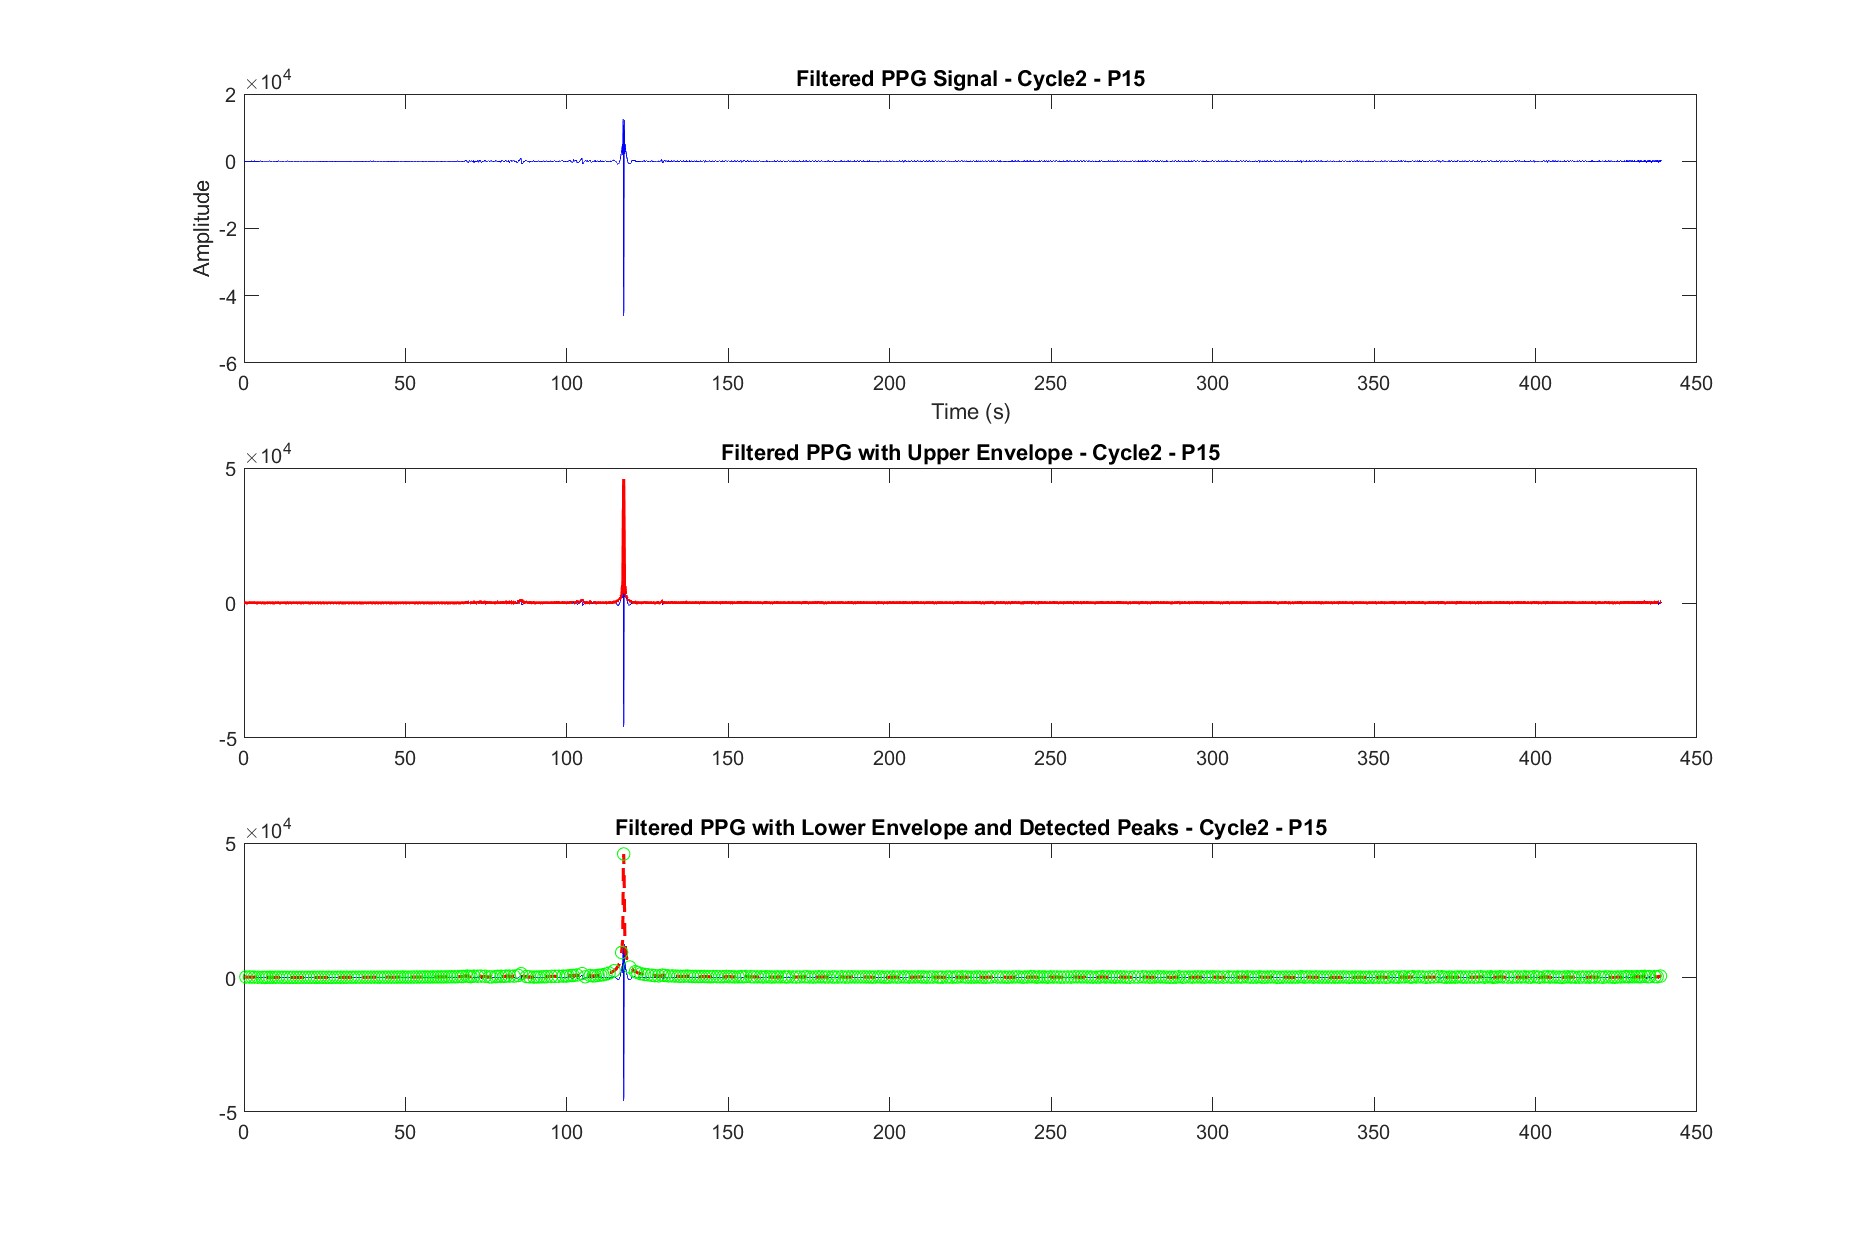 Filtered PPG Signal - Cycle2 - P15
×10^4
2
0
-2
-4
-6
Amplitude
0 50 100 150 200 250 300 350 400 450
Time (s)
Filtered PPG with Upper Envelope - Cycle2 - P15
×10^4
5
0
-5
0 50 100 150 200 250 300 350 400 450
Filtered PPG with Lower Envelope and Detected Peaks - Cycle2 - P15
×10^4
5
0
-5
0 50 100 150 200 250 300 350 400 450